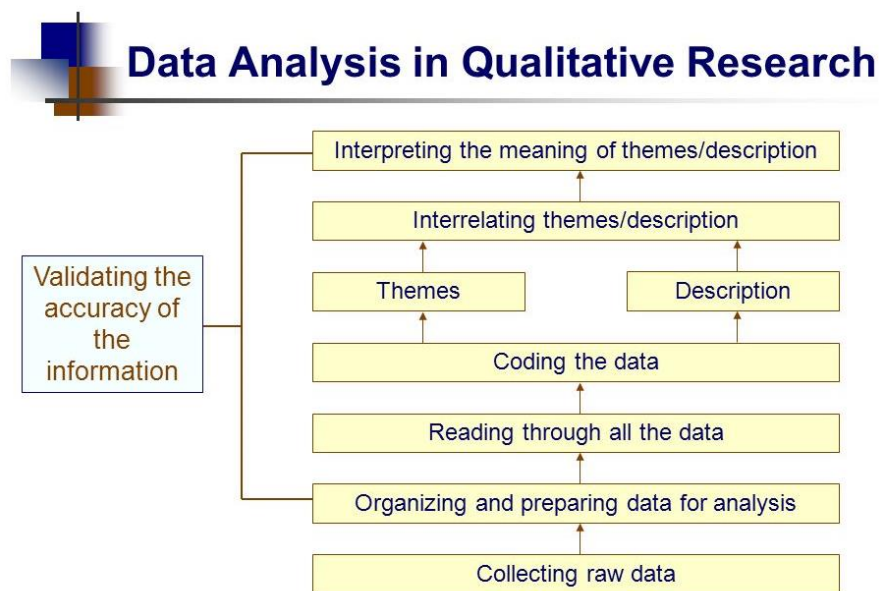 Data Analysis in Qualitative Research
Interpreting the meaning of themes/description
Interrelating themes/description
Validating the
accuracy of
the
information
Themes
Description
Coding the data
Reading through all the data
Organizing and preparing data for analysis
Collecting raw data